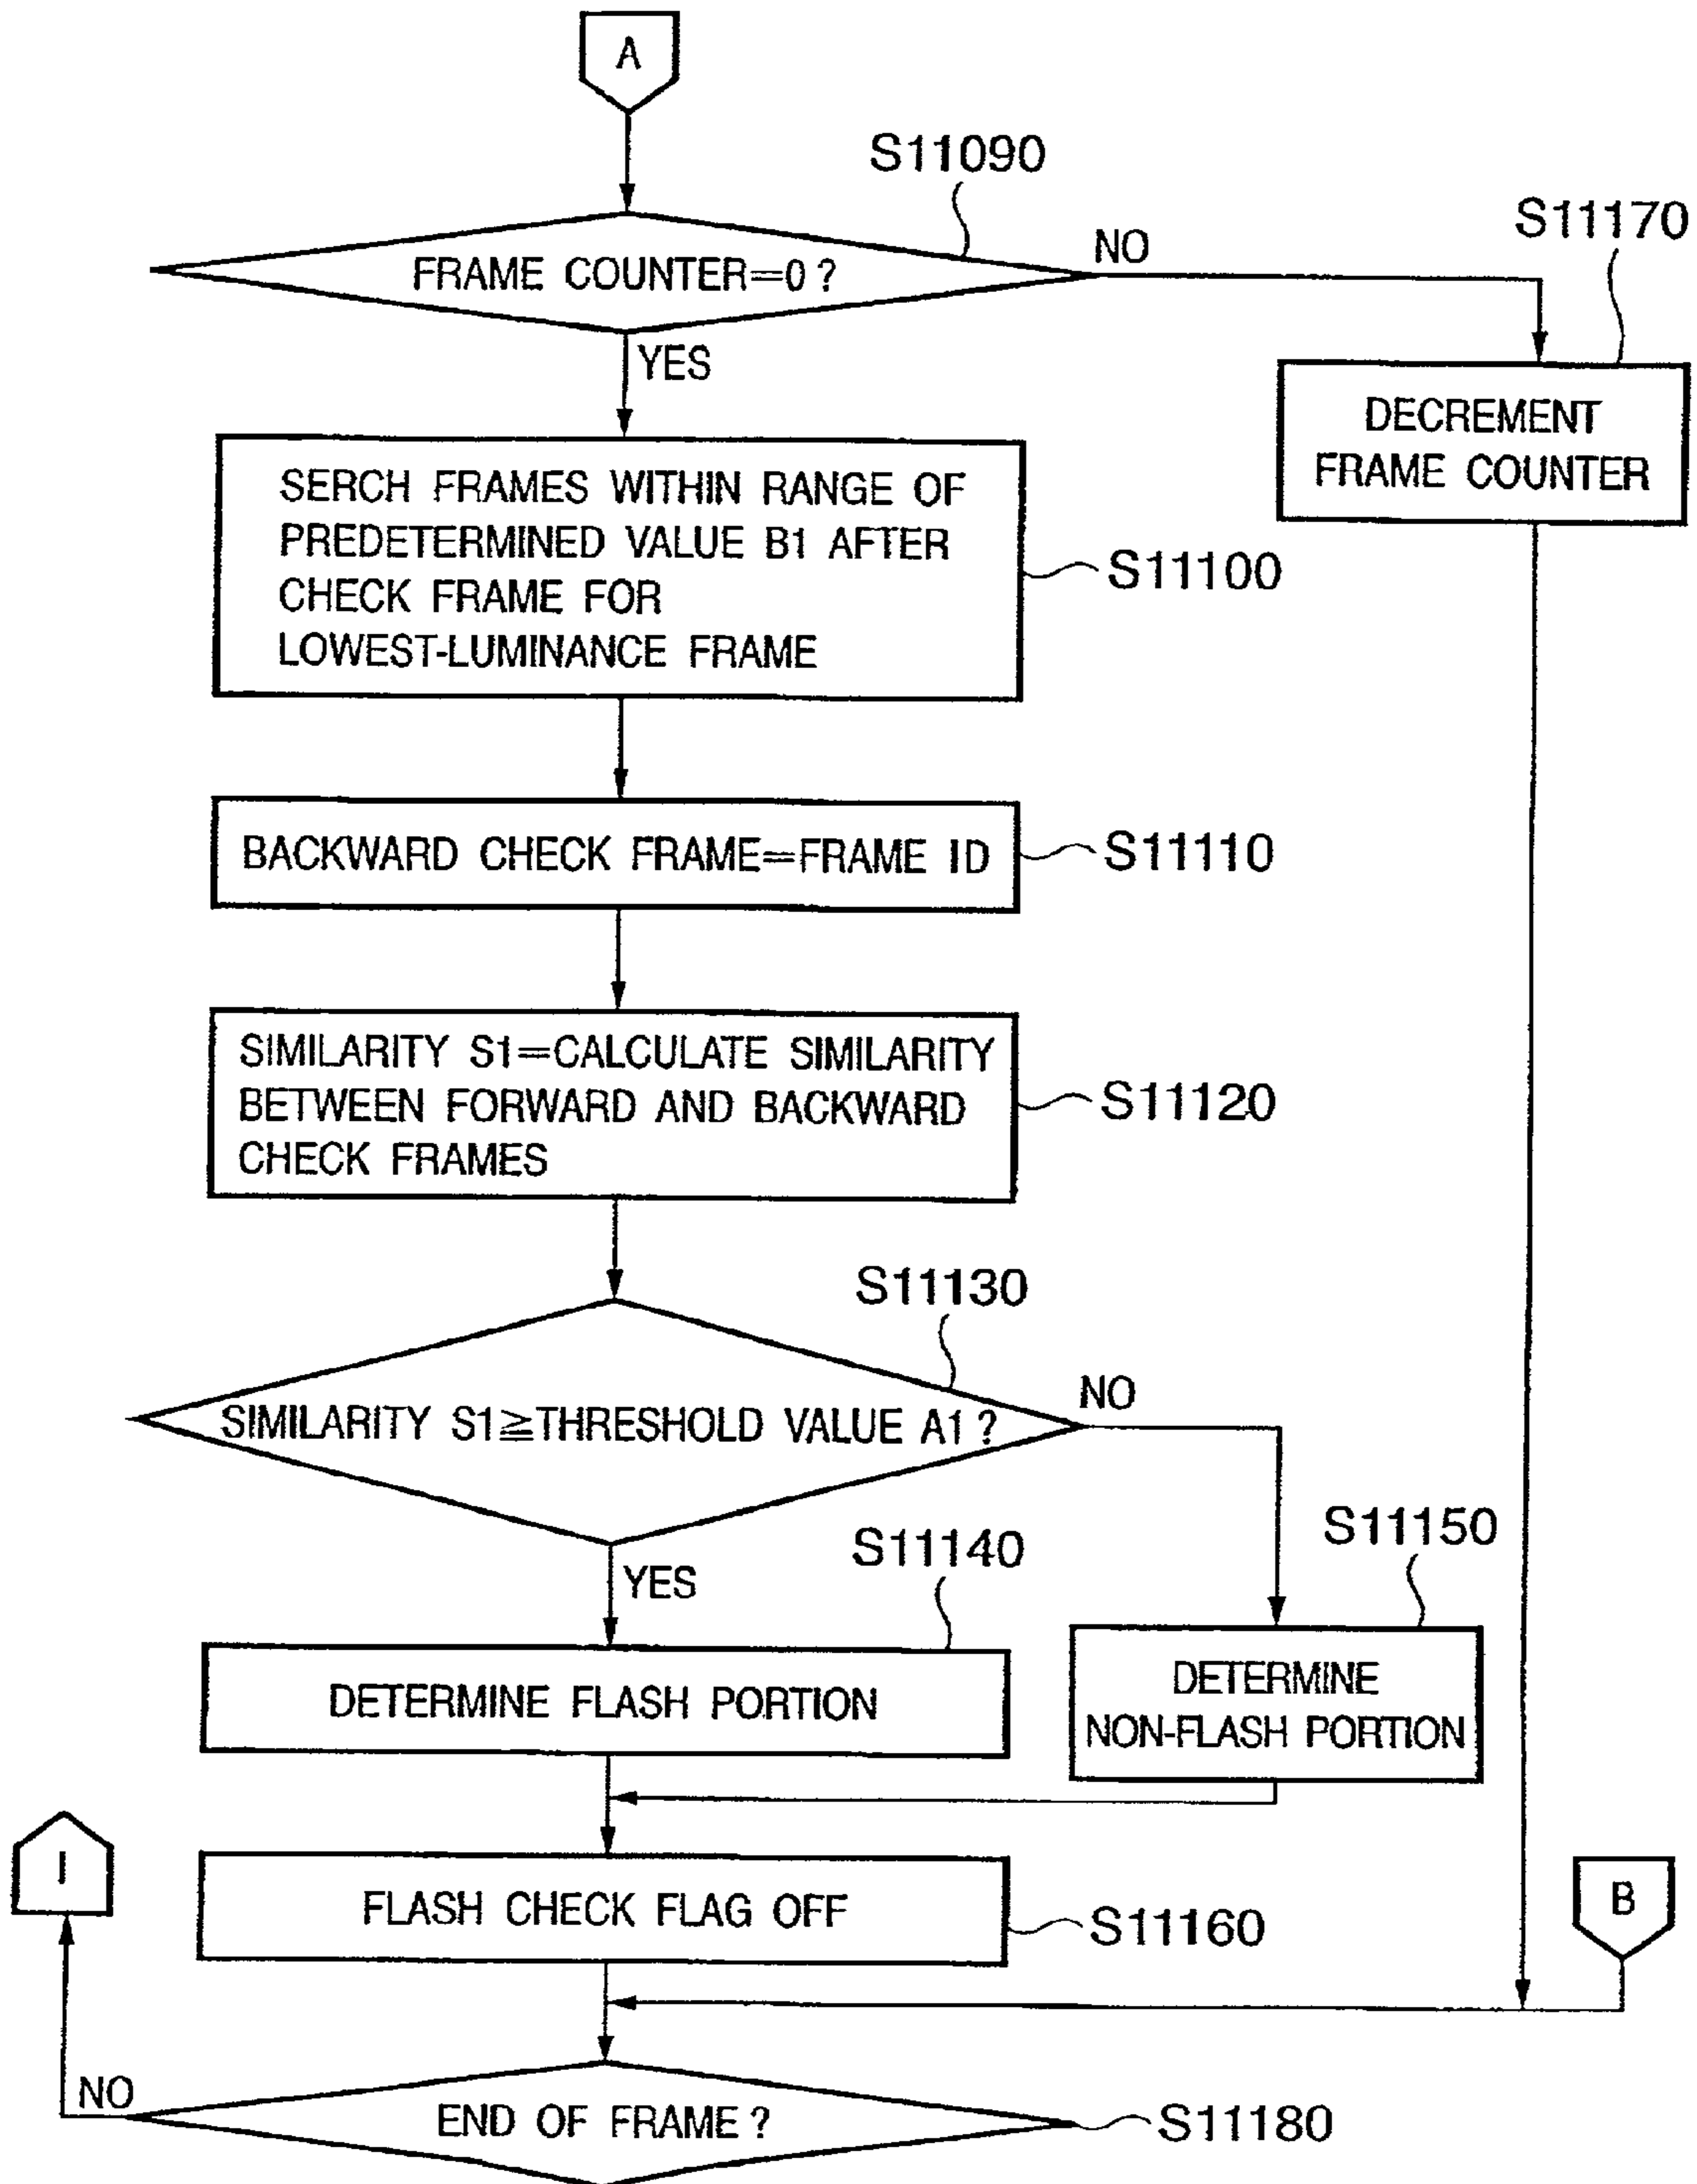 A
S11090
FRAME COUNTER=0?
NO
S11170
YES
DECREMENT
FRAME COUNTER
SERCH FRAMES WITHIN RANGE OF
PREDETERMINED VALUE B1 AFTER
CHECK FRAME FOR
LOWEST-LUMINANCE FRAME
S11100
BACKWARD CHECK FRAME=FRAME ID
S11110
SIMILARITY S1=CALCULATE SIMILARITY
BETWEEN FORWARD AND BACKWARD
CHECK FRAMES
S11120
S11130
SIMILARITY S1≧THRESHOLD VALUE A1?
NO
YES
S11140
S11150
DETERMINE FLASH PORTION
DETERMINE
NON-FLASH PORTION
I
FLASH CHECK FLAG OFF
S11160
B
NO
END OF FRAME?
S11180